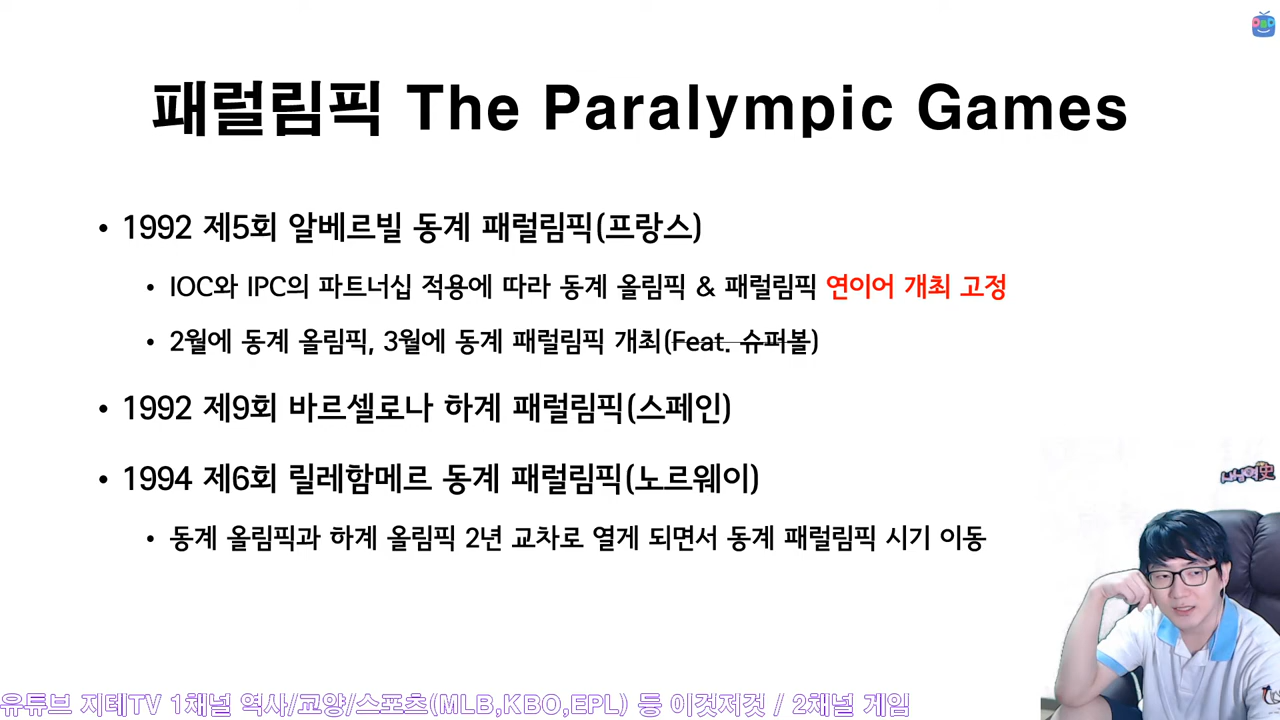 패럴림픽 The Paralympic Games
• 1992 제5회 알베르빌 동계 패럴림픽(프랑스)
• IOC와 IPC의 파트너십 적용에 따라 동계 올림픽 & 패럴림픽 연이어 개최 고정
• 2월에 동계 올림픽, 3월에 동계 패럴림픽 개최(Feat. 슈퍼볼)
• 1992 제9회 바르셀로나 하계 패럴림픽(스페인)
• 1994 제6회 릴레함메르 동계 패럴림픽(노르웨이)
• 동계 올림픽과 하계 올림픽 2년 교차로 열게 되면서 동계 패럴림픽 시기 이동
유튜브 지테TV 1채널 역사/교양/스포츠(MLB,KBO,EPL) 등 이것저것 / 2채널 게임